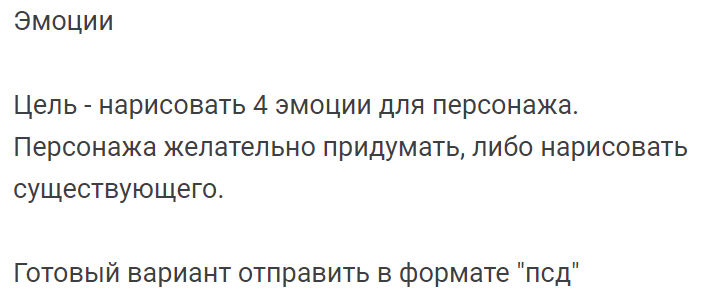 Эмоции
Цель - нарисовать 4 эмоции для персонажа.
Персонажа желательно придумать, либо нарисовать
существующего.
Готовый вариант отправить в формате "псд"